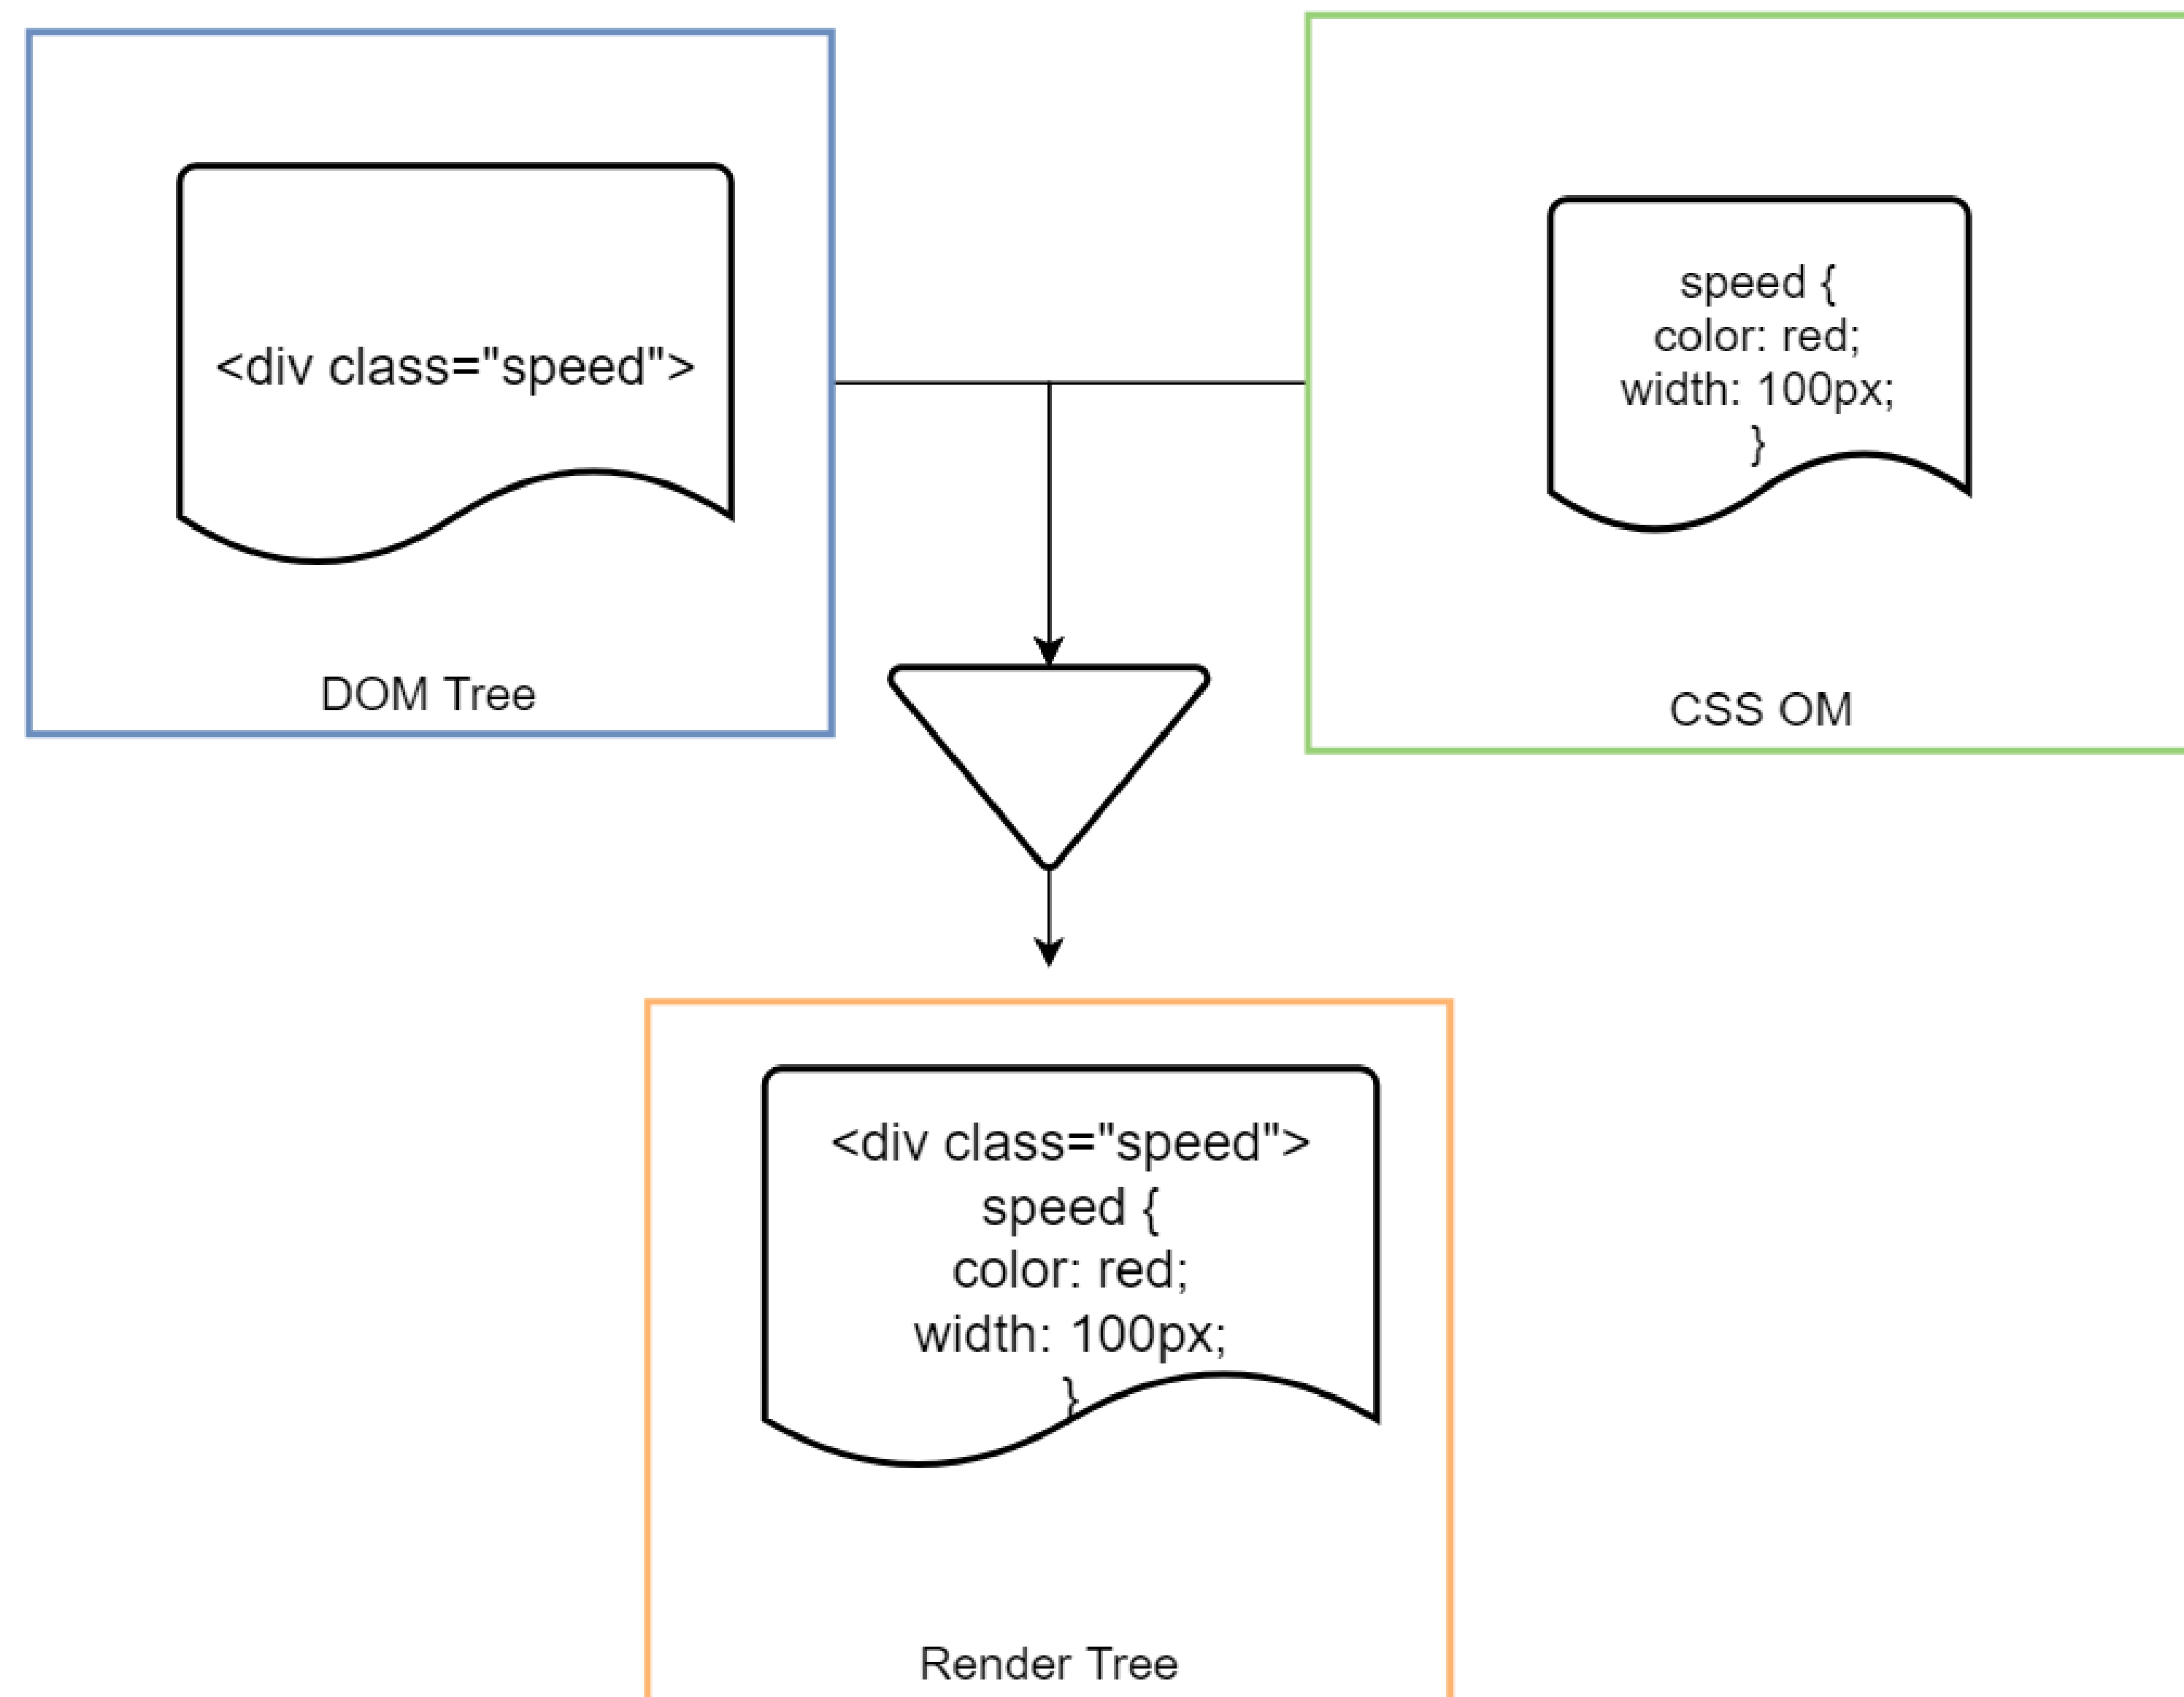 <div class="speed">
DOM Tree
speed {
color: red;
width: 100px;
}
CSS OM
<div class="speed">
speed {
color: red;
width: 100px;
}
Render Tree